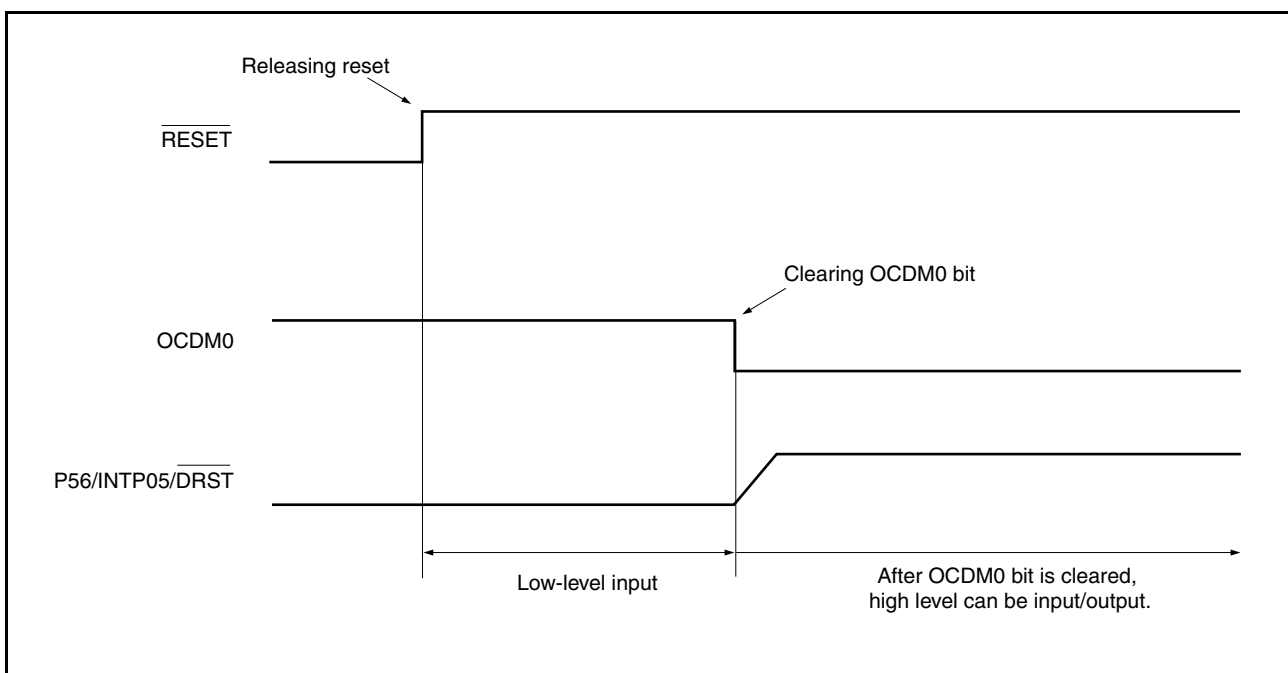 Releasing reset
RESET
Clearing OCDM0 bit
OCDM0
P56/INTP05/DRST
Low-level input
After OCDM0 bit is cleared,
high level can be input/output.